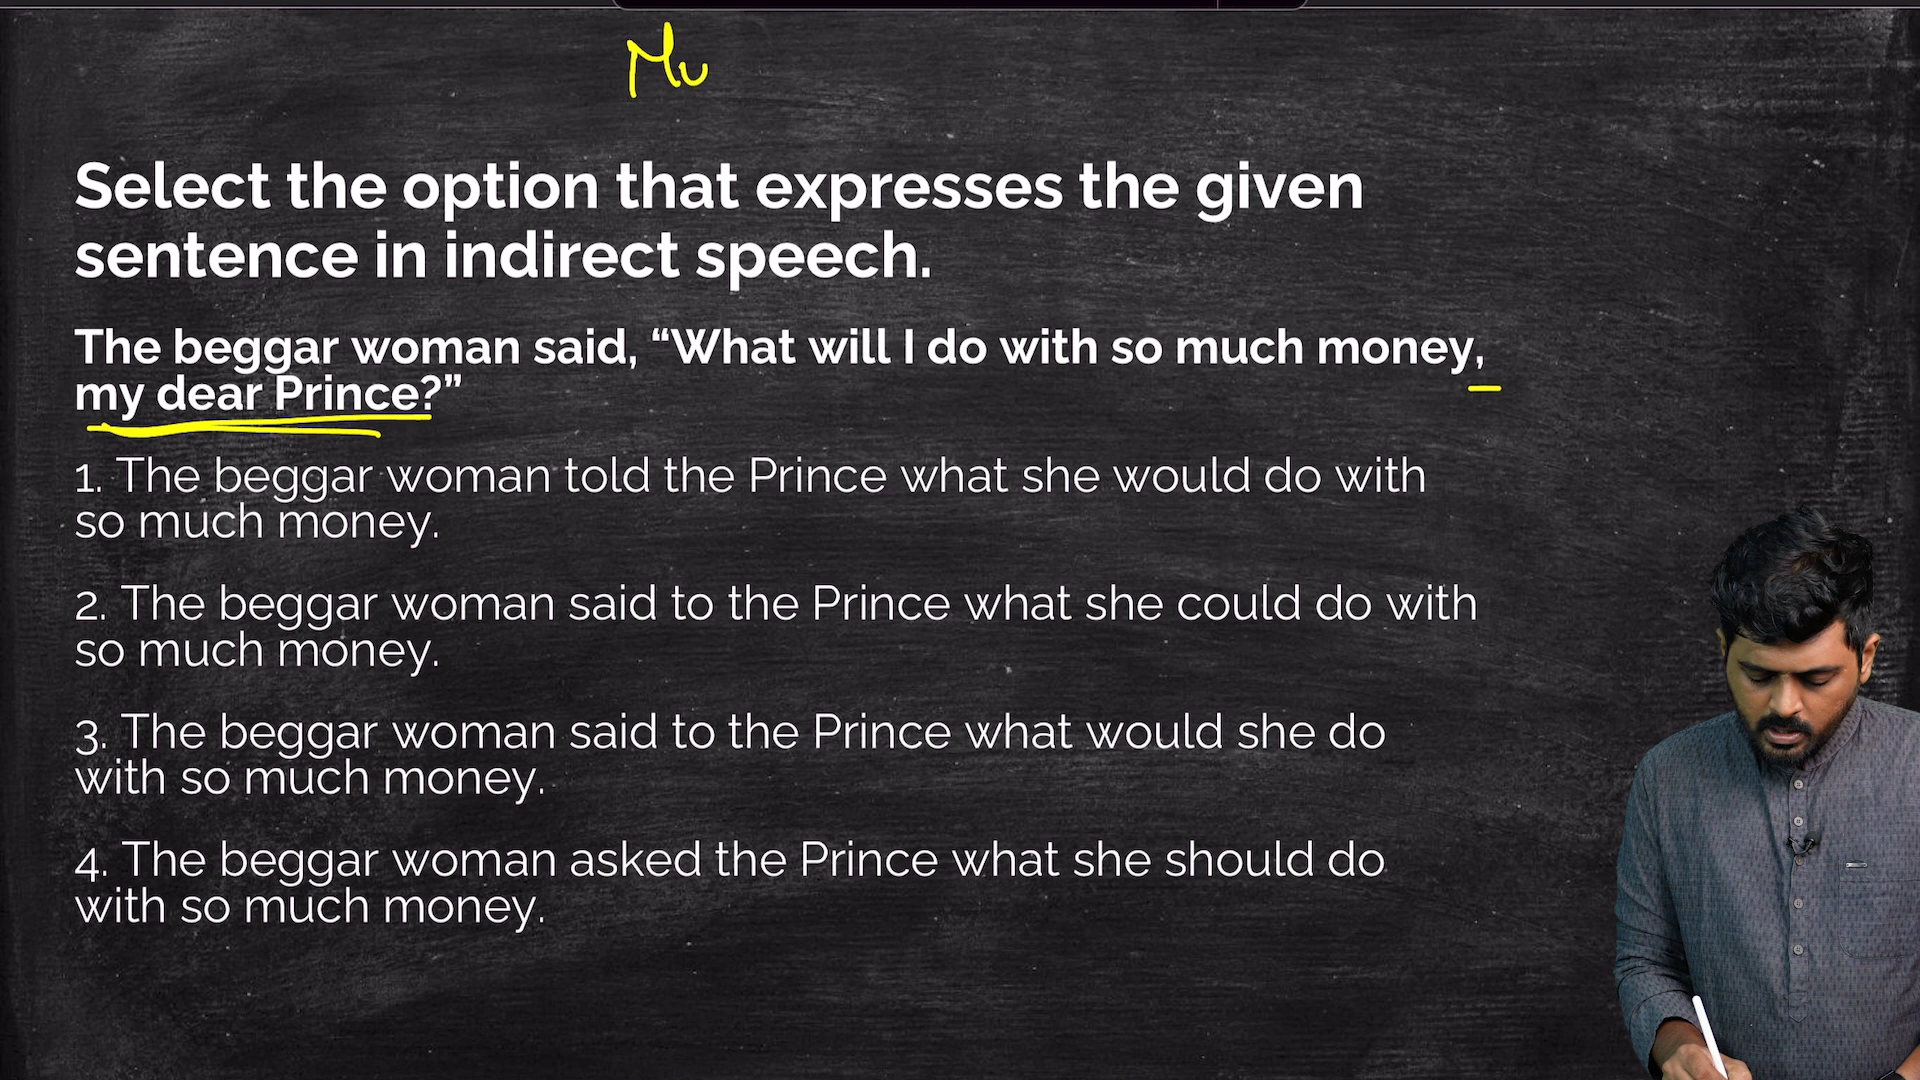 Mu
Select the option that expresses the given
sentence in indirect speech.
The beggar woman said, “What will I do with so much money,
my dear Prince?”
1. The beggar woman told the Prince what she would do with
so much money.
2. The beggar woman said to the Prince what she could do with
so much money.
3. The beggar woman said to the Prince what would she do
with so much money.
4. The beggar woman asked the Prince what she should do
with so much money.